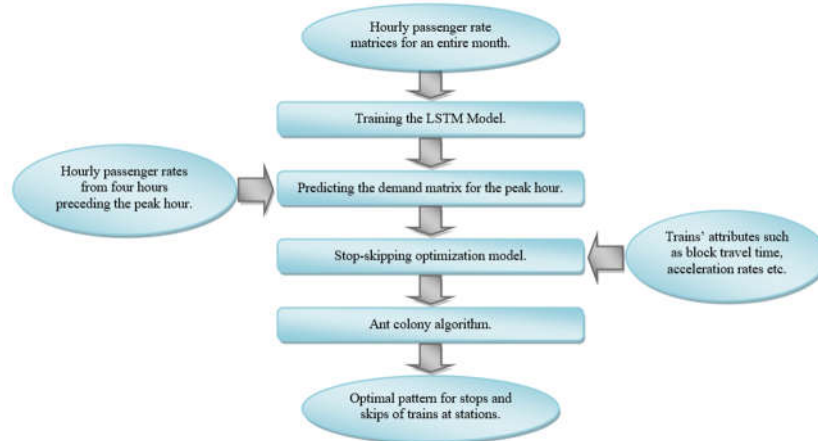 Hourly passenger rate
matrices for an entire month.
Training the LSTM Model.
Hourly passenger rates
from four hours
preceding the peak hour.
Predicting the demand matrix for the peak hour.
Stop-skipping optimization model.
Trains' attributes such
as block travel time,
acceleration rates etc.
Ant colony algorithm.
Optimal pattern for stops and
skips of trains at stations.